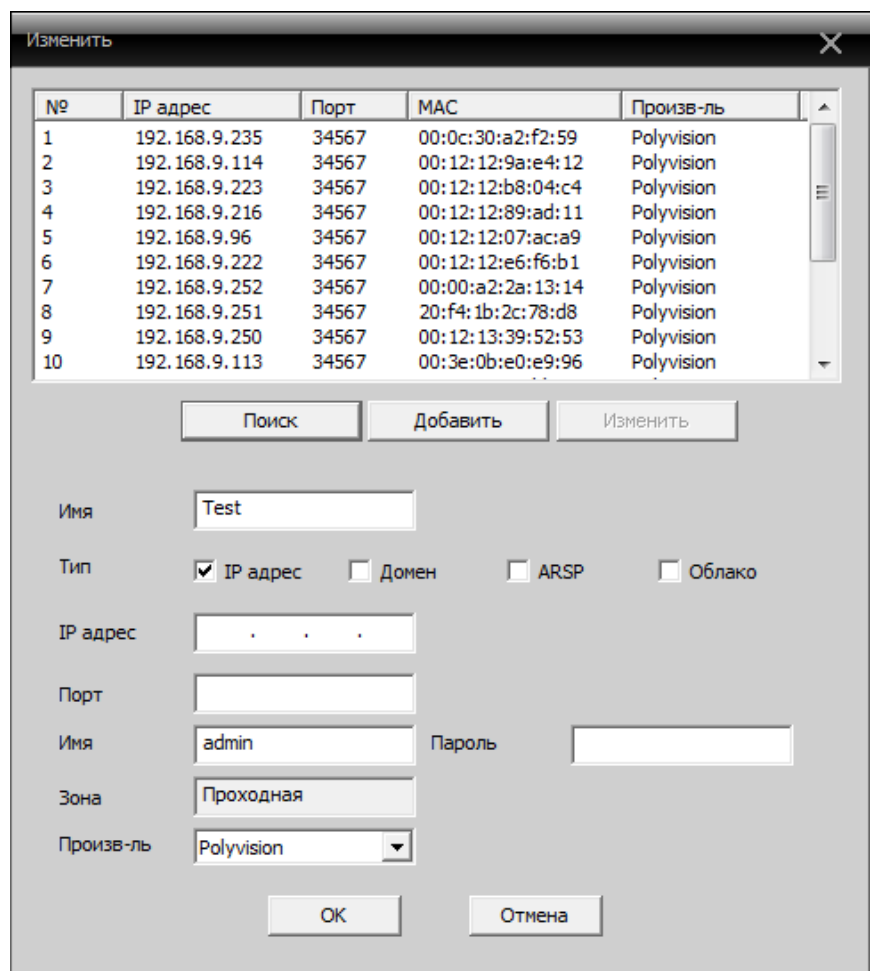 Изменить
№ IP адрес Порт MAC Произв-ль
1 192.168.9.235 34567 00:0c:30:a2:f2:59 Polyvision
2 192.168.9.114 34567 00:12:12:9a:e4:12 Polyvision
3 192.168.9.223 34567 00:12:12:b8:04:c4 Polyvision
4 192.168.9.216 34567 00:12:12:89:ad:11 Polyvision
5 192.168.9.96 34567 00:12:12:07:ac:a9 Polyvision
6 192.168.9.222 34567 00:12:12:e6:f6:b1 Polyvision
7 192.168.9.252 34567 00:00:a2:2a:13:14 Polyvision
8 192.168.9.251 34567 20:f4:1b:2c:78:d8 Polyvision
9 192.168.9.250 34567 00:12:13:39:52:53 Polyvision
10 192.168.9.113 34567 00:3e:0b:e0:e9:96 Polyvision
Поиск Добавить Изменить
Имя Test
Тип IP адрес Домен ARSP Облако
IP адрес . . .
Порт
Имя admin Пароль
Зона Проходная
Произв-ль Polyvision
OK Отмена